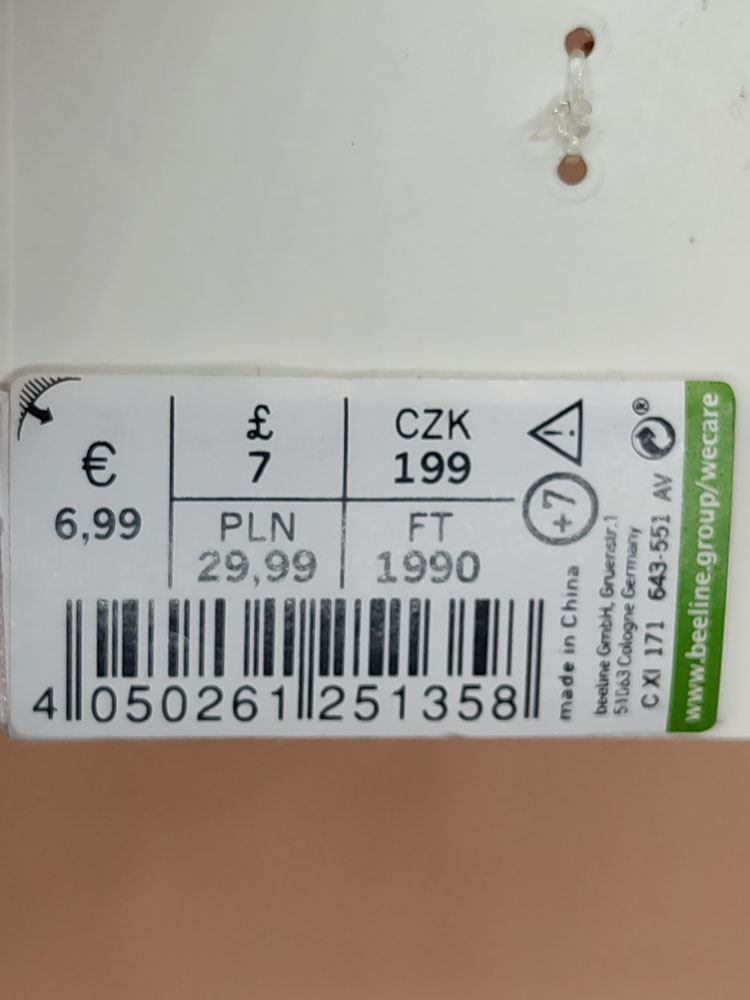 €
6,99
£
7
CZK
199
PLN
29,99
FT
1990
4 050261 251358
+7
made in China
beeline GmbH, Gruenstr.1
51063 Cologne Germany
C XI 171 643-551 AV
®
www.beeline.group/wecare